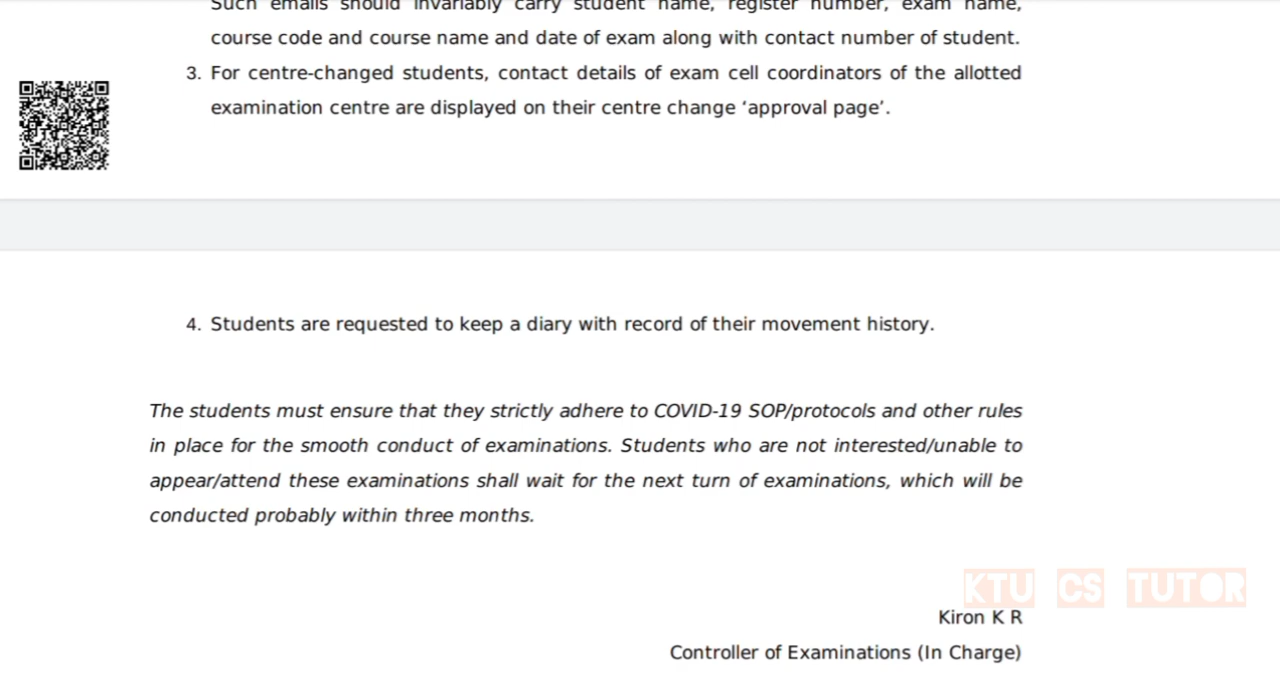 Such emails should invariably carry student name, register number, exam name,
course code and course name and date of exam along with contact number of student.
3. For centre-changed students, contact details of exam cell coordinators of the allotted
examination centre are displayed on their centre change ‘approval page’.
4. Students are requested to keep a diary with record of their movement history.
The students must ensure that they strictly adhere to COVID-19 SOP/protocols and other rules
in place for the smooth conduct of examinations. Students who are not interested/unable to
appear/attend these examinations shall wait for the next turn of examinations, which will be
conducted probably within three months.
KTU CS TUTOR
Kiron K R
Controller of Examinations (In Charge)